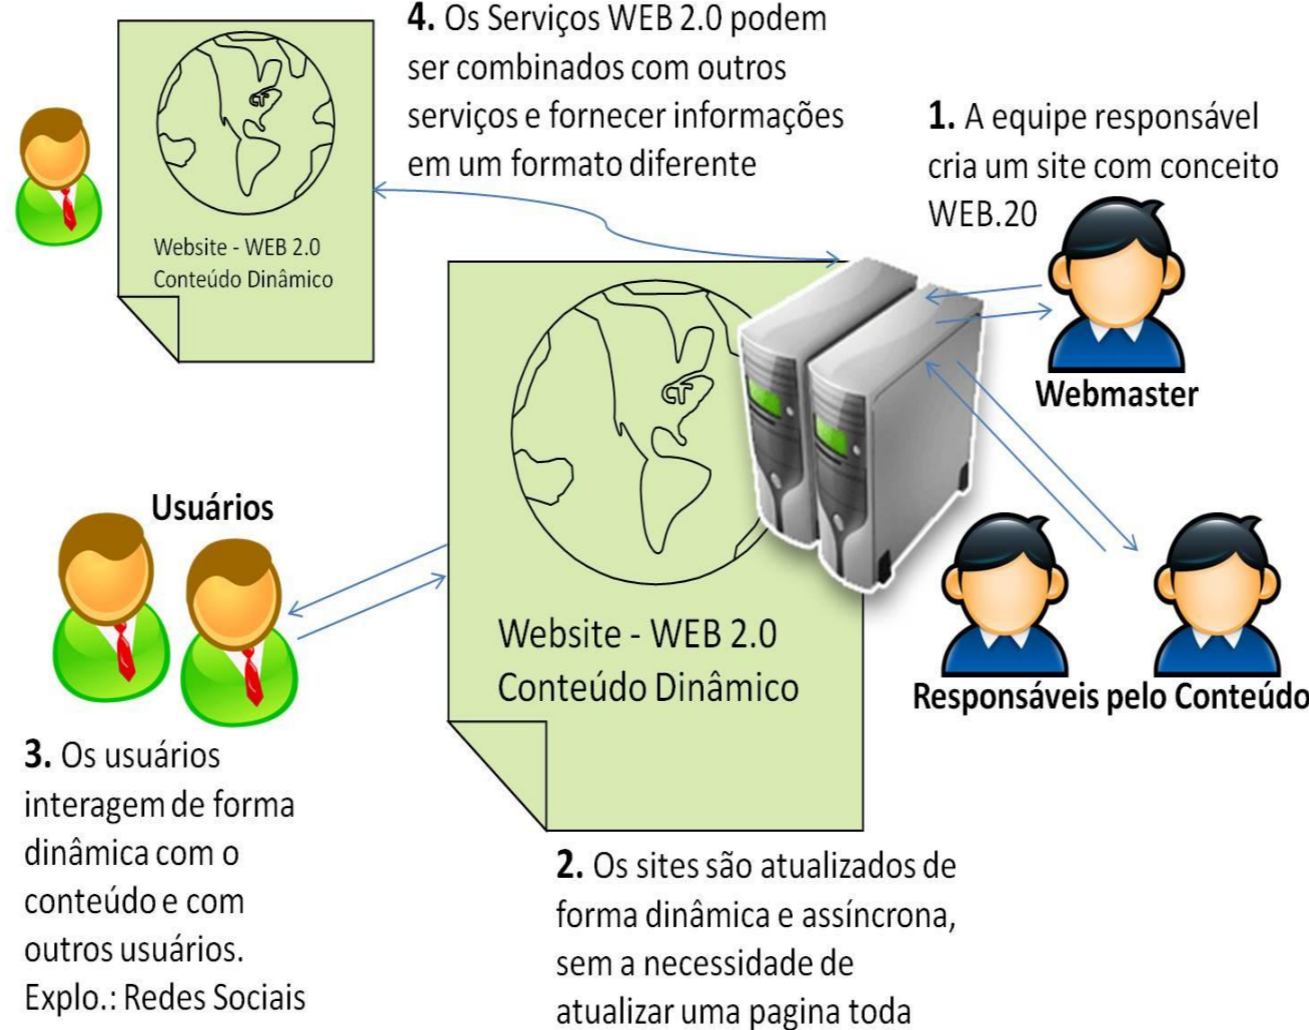 4. Os Serviços WEB 2.0 podem
ser combinados com outros
serviços e fornecer informações
em um formato diferente
1. A equipe responsável
cria um site com conceito
WEB.20
Website - WEB 2.0
Conteúdo Dinâmico
Webmaster
Usuários
Website - WEB 2.0
Conteúdo Dinâmico
Responsáveis pelo Conteúdo
3. Os usuários
interagem de forma
dinâmica com o
conteúdo e com
outros usuários.
Explo.: Redes Sociais
2. Os sites são atualizados de
forma dinâmica e assíncrona,
sem a necessidade de
atualizar uma pagina toda